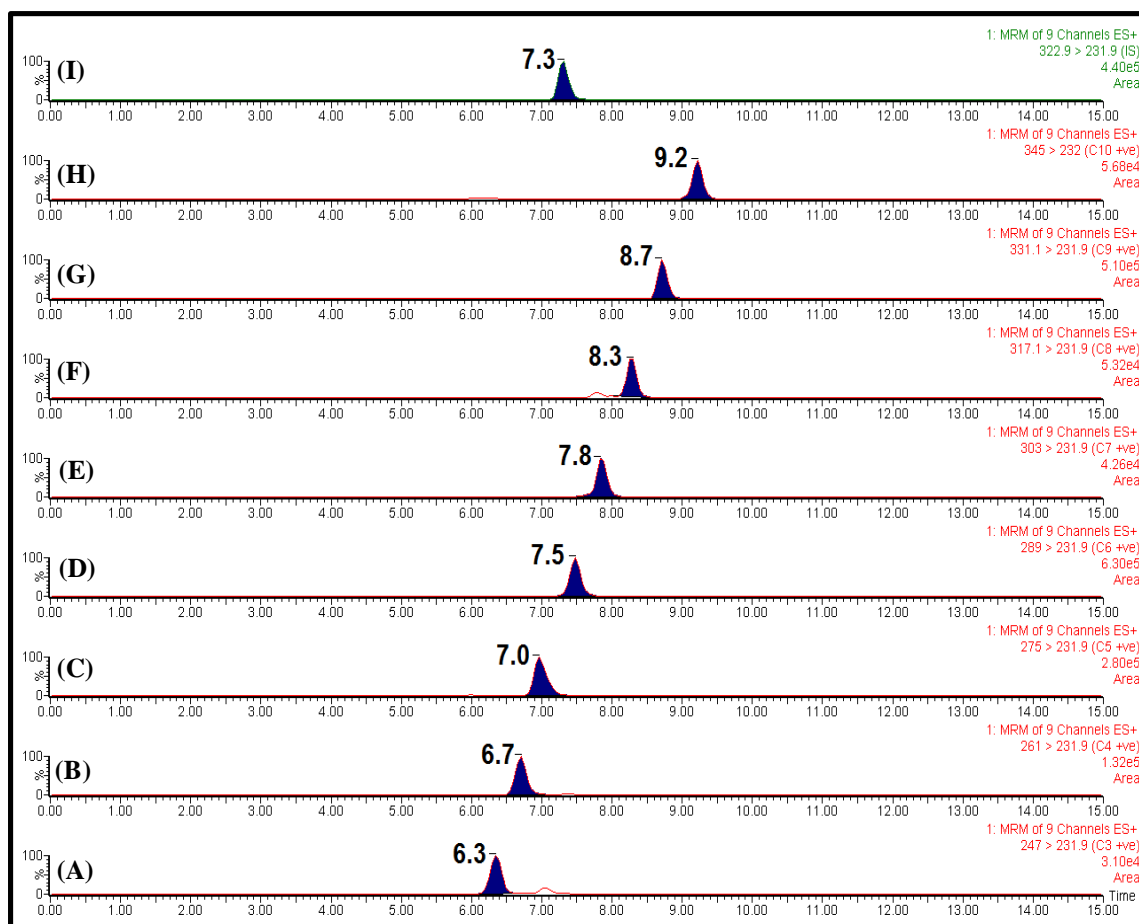 1: MRM of 9 Channels ES+
322.9 > 231.9 (IS)
4.40e5
Area
7.3
(I)
100
%
0
0.00 1.00 2.00 3.00 4.00 5.00 6.00 7.00 8.00 9.00 10.00 11.00 12.00 13.00 14.00 15.00
1: MRM of 9 Channels ES+
345 > 232 (C10 +ve)
5.68e4
Area
9.2
(H)
100
%
0
0.00 1.00 2.00 3.00 4.00 5.00 6.00 7.00 8.00 9.00 10.00 11.00 12.00 13.00 14.00 15.00
1: MRM of 9 Channels ES+
331.1 > 231.9 (C9 +ve)
5.10e5
Area
8.7
(G)
100
%
0
0.00 1.00 2.00 3.00 4.00 5.00 6.00 7.00 8.00 9.00 10.00 11.00 12.00 13.00 14.00 15.00
1: MRM of 9 Channels ES+
317.1 > 231.9 (C8 +ve)
5.32e4
Area
8.3
(F)
100
%
0
0.00 1.00 2.00 3.00 4.00 5.00 6.00 7.00 8.00 9.00 10.00 11.00 12.00 13.00 14.00 15.00
1: MRM of 9 Channels ES+
303 > 231.9 (C7 +ve)
4.26e4
Area
7.8
(E)
100
%
0
0.00 1.00 2.00 3.00 4.00 5.00 6.00 7.00 8.00 9.00 10.00 11.00 12.00 13.00 14.00 15.00
1: MRM of 9 Channels ES+
289 > 231.9 (C6 +ve)
6.30e5
Area
7.5
(D)
100
%
0
0.00 1.00 2.00 3.00 4.00 5.00 6.00 7.00 8.00 9.00 10.00 11.00 12.00 13.00 14.00 15.00
1: MRM of 9 Channels ES+
275 > 231.9 (C5 +ve)
2.80e5
Area
7.0
(C)
100
%
0
0.00 1.00 2.00 3.00 4.00 5.00 6.00 7.00 8.00 9.00 10.00 11.00 12.00 13.00 14.00 15.00
1: MRM of 9 Channels ES+
261 > 231.9 (C4 +ve)
1.32e5
Area
6.7
(B)
100
%
0
0.00 1.00 2.00 3.00 4.00 5.00 6.00 7.00 8.00 9.00 10.00 11.00 12.00 13.00 14.00 15.00
1: MRM of 9 Channels ES+
247 > 231.9 (C3 +ve)
3.10e4
Area
6.3
(A)
100
%
0
Time
0.00 1.00 2.00 3.00 4.00 5.00 6.00 7.00 8.00 9.00 10.00 11.00 12.00 13.00 14.00 15.00